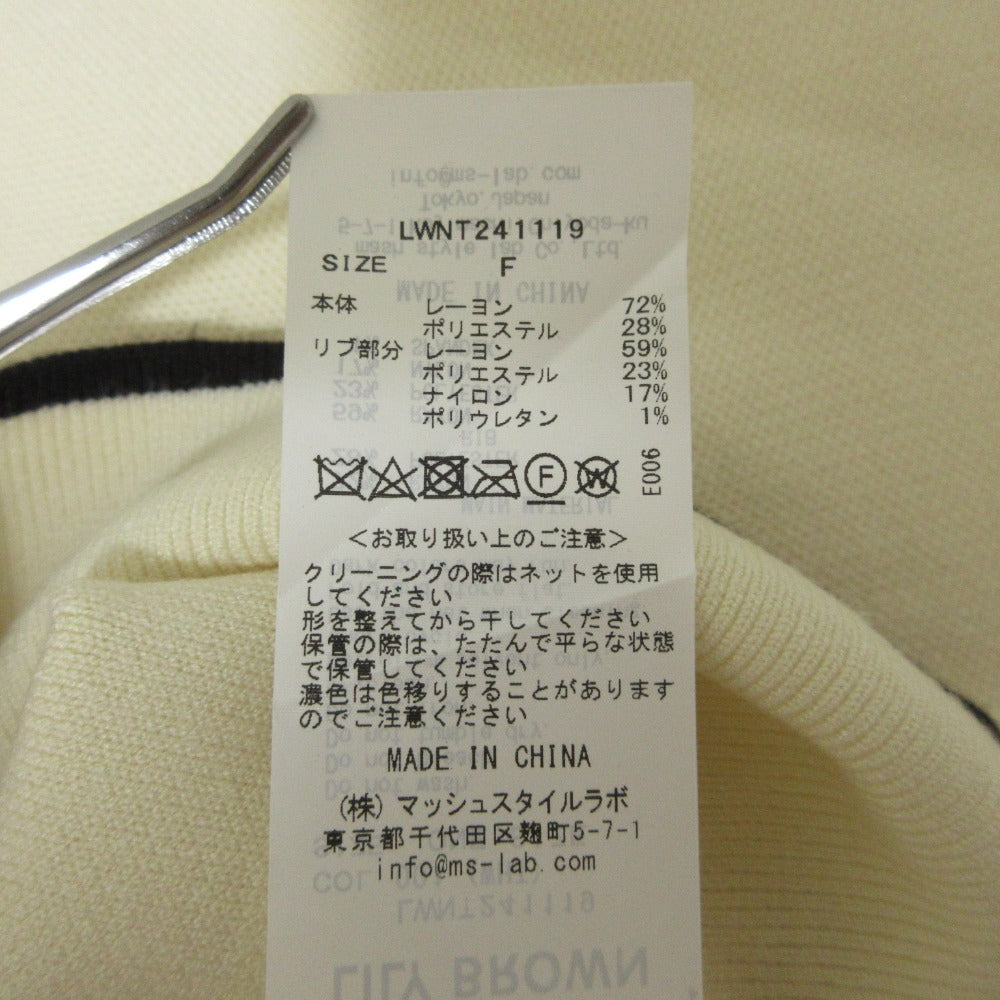 LWNT241119
SIZE F
本体 レーヨン 72%
ポリエステル 28%
リブ部分 レーヨン 59%
ポリエステル 23%
ナイロン 17%
ポリウレタン 1%
F W E006
<お取り扱い上のご注意>
クリーニングの際はネットを使用
してください
形を整えてから干してください
保管の際は、たたんで平らな状態
で保管してください
濃色は色移りすることがあります
のでご注意ください
MADE IN CHINA
(株)マッシュスタイルラボ
東京都千代田区麹町5-7-1
info@ms-lab.com
LWNT241119
LILY BROWN